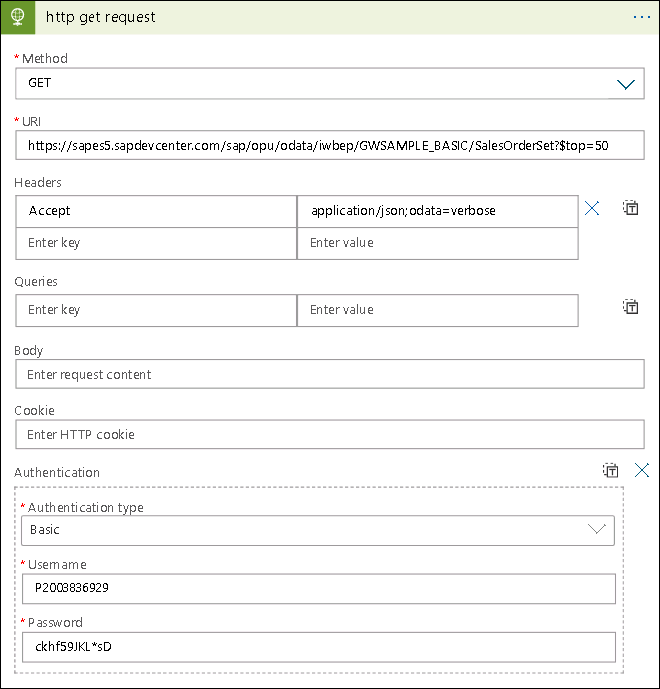 http get request
* Method
GET
* URI
https://sapes5.sapdevcenter.com/sap/opu/odata/iwbep/GWSAMPLE_BASIC/SalesOrderSet?$top=50
Headers
Accept application/json;odata=verbose
Enter key Enter value
Queries
Enter key Enter value
Body
Enter request content
Cookie
Enter HTTP cookie
Authentication
* Authentication type
Basic
* Username
P2003836929
* Password
ckhf59JKL*sD